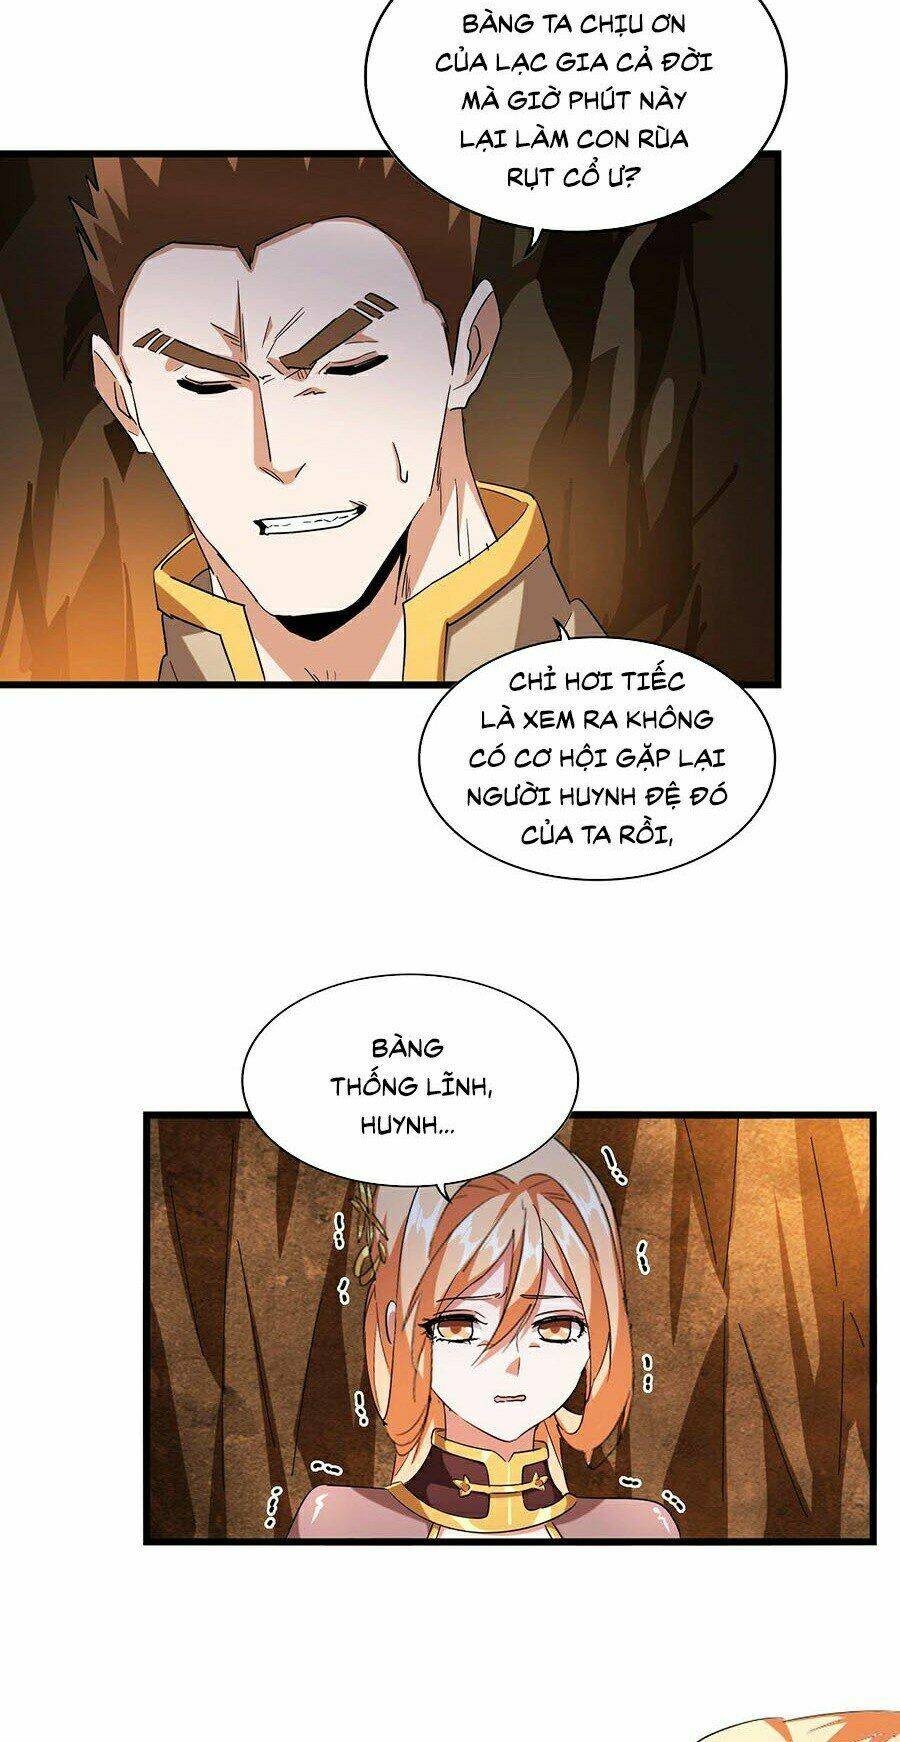 BÀNG TA CHỊU ƠN
CỦA LẠC GIA CẢ ĐỜI
MÀ GIỜ PHÚT NÀY
LẠI LÀM CON RÙA
RỤT CỔ Ư?
CHỈ HƠI TIẾC
LÀ XEM RA KHÔNG
CÓ CƠ HỘI GẶP LẠI
NGƯỜI HUYNH ĐỆ ĐÓ
CỦA TA RỒI,
BÀNG
THỐNG LĨNH,
HUYNH...